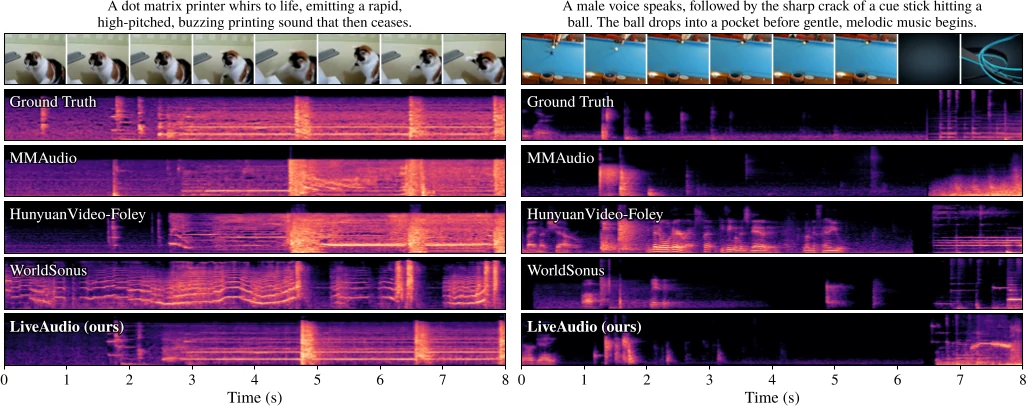 A dot matrix printer whirs to life, emitting a rapid,
high-pitched, buzzing printing sound that then ceases.
Ground Truth
MMAudio
HunyuanVideo-Foley
WorldSonus
LiveAudio (ours)
0 1 2 3 4 5 6 7 8
Time (s)
A male voice speaks, followed by the sharp crack of a cue stick hitting a
ball. The ball drops into a pocket before gentle, melodic music begins.
Ground Truth
MMAudio
HunyuanVideo-Foley
WorldSonus
LiveAudio (ours)
0 1 2 3 4 5 6 7 8
Time (s)